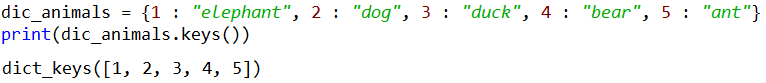 dic_animals = {1 : "elephant", 2 : "dog", 3 : "duck", 4 : "bear", 5 : "ant"}
print(dic_animals.keys())
dict_keys([1, 2, 3, 4, 5])